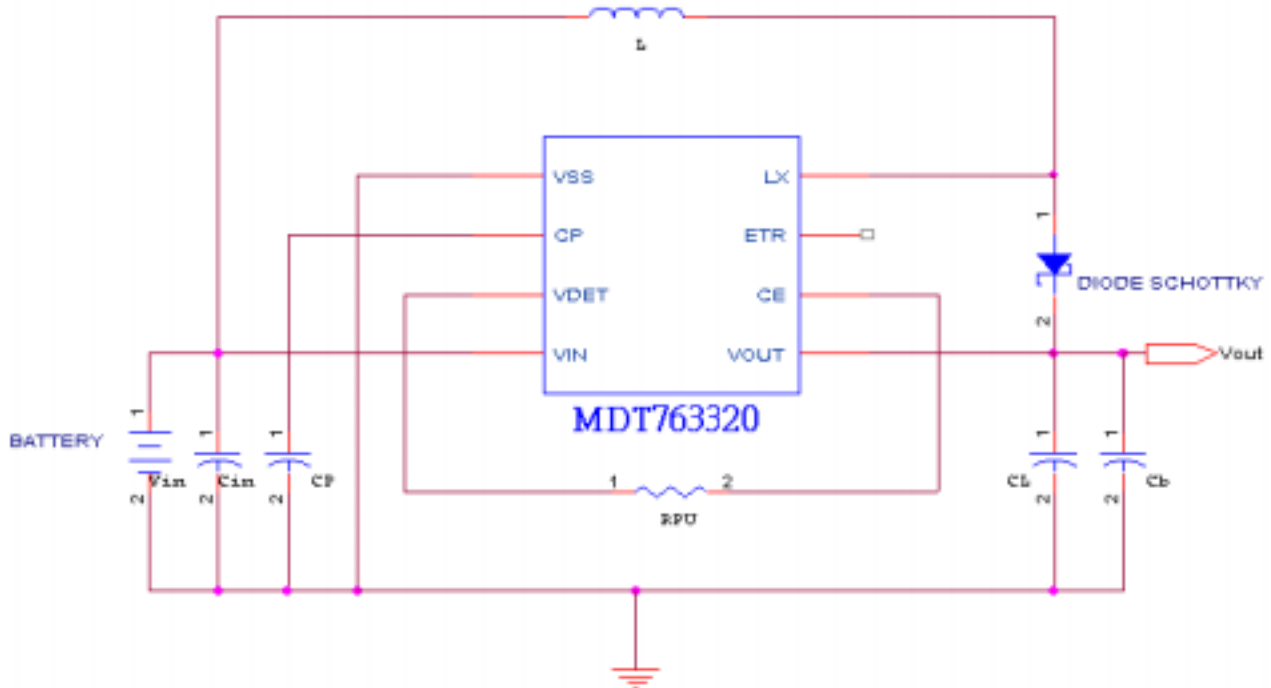 L
VSS LX
1
CP ETR
VDET CE
DIODE SCHOTTKY
2
VIN VOUT
Vout
MDT763320
1
1
1
1
1
BATTERY
Vin
Cin
CP
CL
Cb
1
2
2
2
2
2
2
RPU